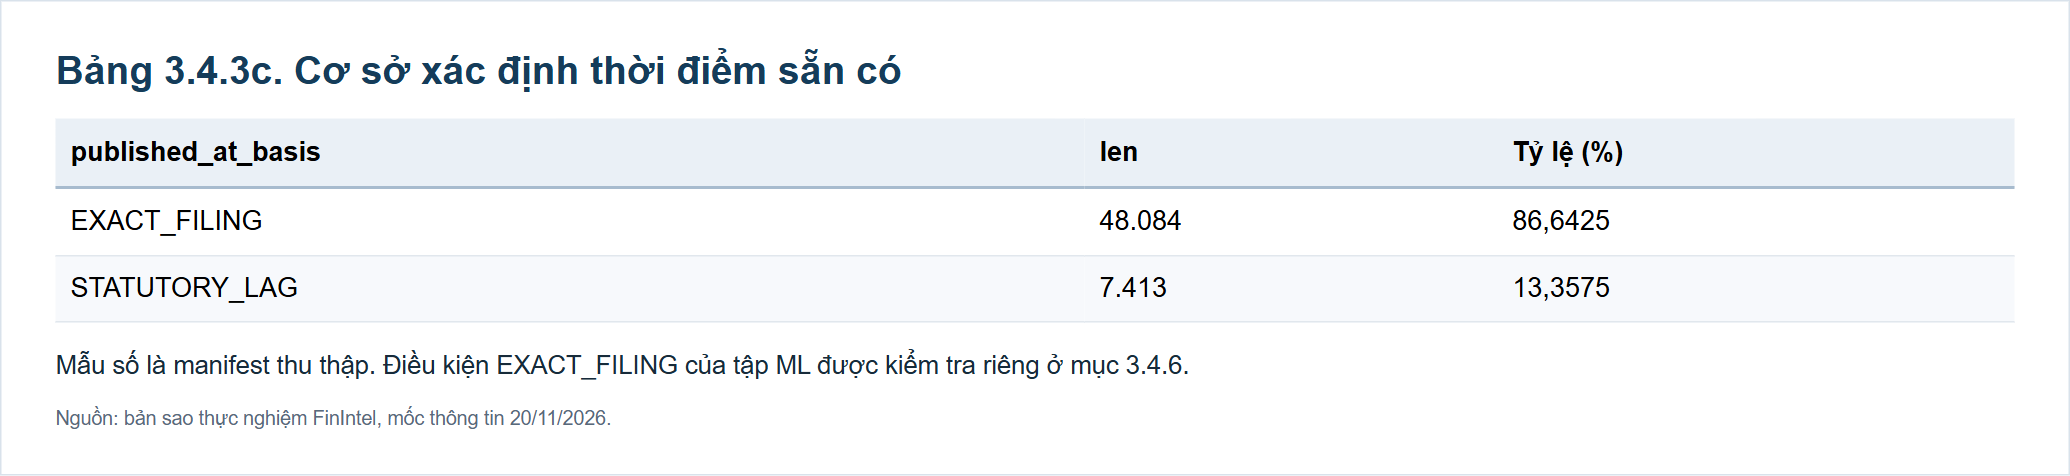 Bảng 3.4.3c. Cơ sở xác định thời điểm sẵn có
published_at_basis len Tỷ lệ (%)
EXACT_FILING 48.084 86,6425
STATUTORY_LAG 7.413 13,3575
Mẫu số là manifest thu thập. Điều kiện EXACT_FILING của tập ML được kiểm tra riêng ở mục 3.4.6.
Nguồn: bản sao thực nghiệm FinIntel, mốc thông tin 20/11/2026.